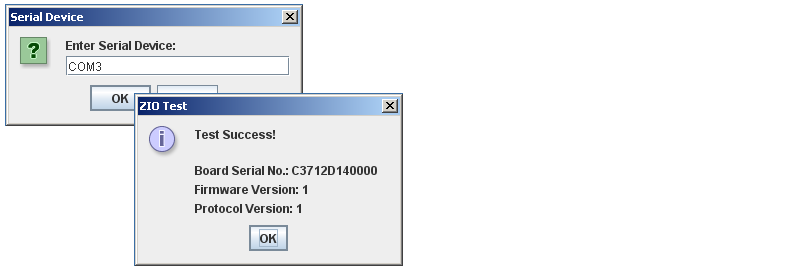 Serial Device
Enter Serial Device:
COM3
OK
ZIO Test
Test Success!
Board Serial No.: C3712D140000
Firmware Version: 1
Protocol Version: 1
OK